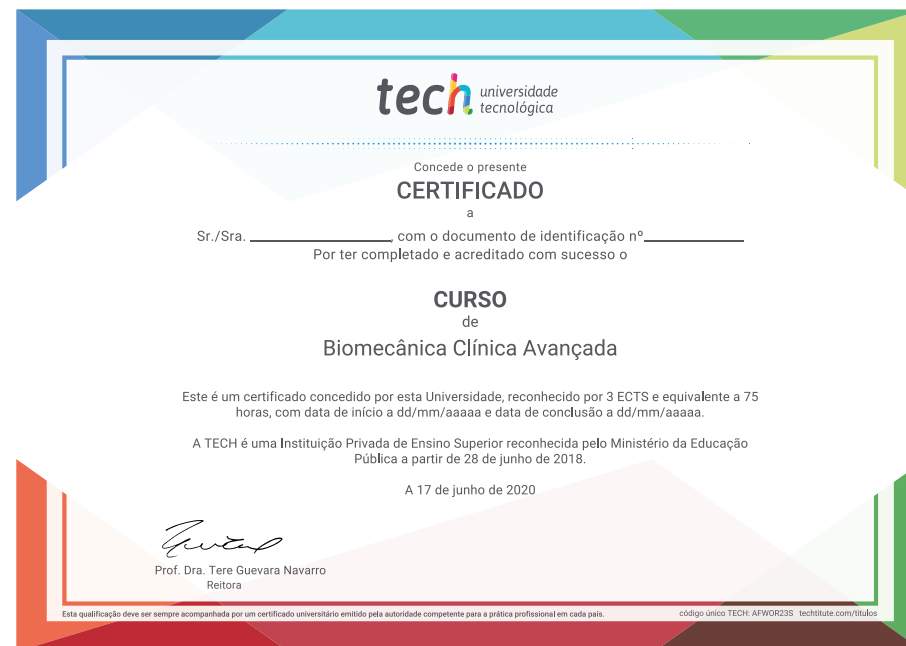 tech universidade
tecnológica
Concede o presente
CERTIFICADO
a
Sr./Sra. ________________, com o documento de identificação nº____________
Por ter completado e acreditado com sucesso o
CURSO
de
Biomecânica Clínica Avançada
Este é um certificado concedido por esta Universidade, reconhecido por 3 ECTS e equivalente a 75
horas, com data de início a dd/mm/aaaaa e data de conclusão a dd/mm/aaaaa.
A TECH é uma Instituição Privada de Ensino Superior reconhecida pelo Ministério da Educação
Pública a partir de 28 de junho de 2018.
A 17 de junho de 2020
Prof. Dra. Tere Guevara Navarro
Reitora
Esta qualificação deve ser sempre acompanhada por um certificado universitário emitido pela autoridade competente para a prática profissional em cada país. código único TECH: AFWOR23S techtitute.com/titulos